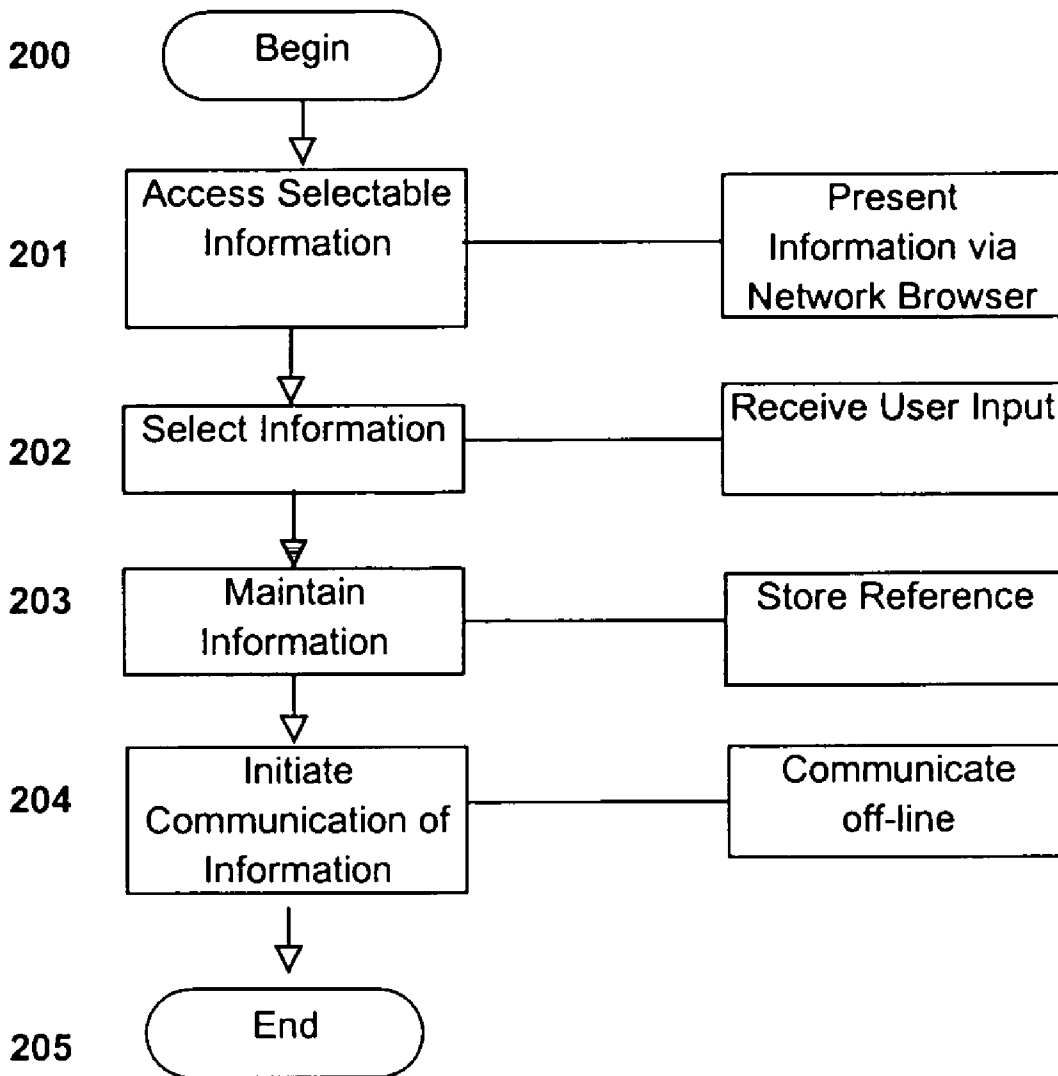 200
Begin
201
Access Selectable
Information
Present
Information via
Network Browser
202
Select Information
Receive User Input
203
Maintain
Information
Store Reference
204
Initiate
Communication of
Information
Communicate
off-line
205
End